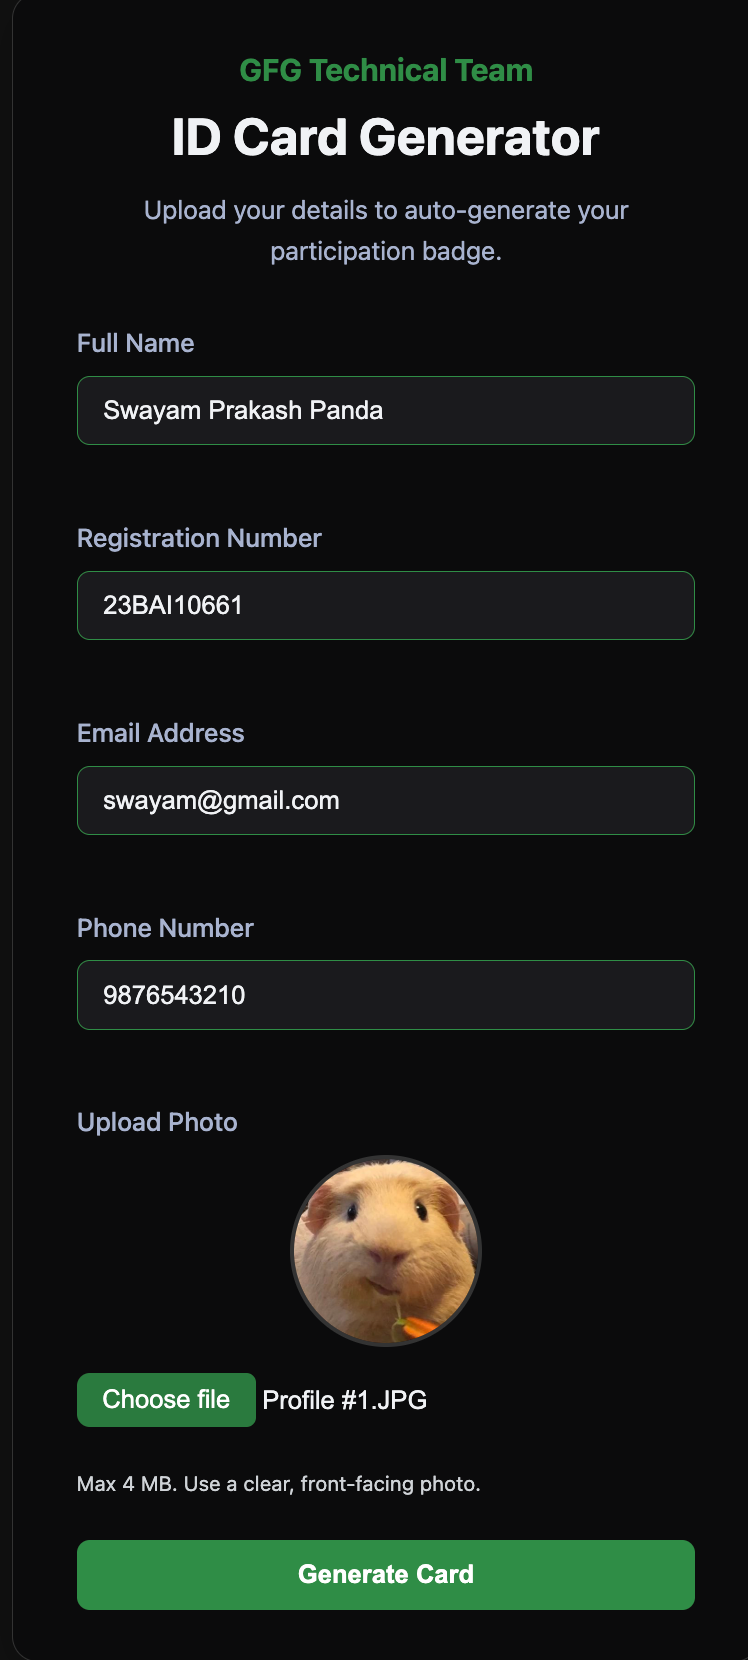 GFG Technical Team
ID Card Generator
Upload your details to auto-generate your
participation badge.
Full Name
Swayam Prakash Panda
Registration Number
23BAI10661
Email Address
swayam@gmail.com
Phone Number
9876543210
Upload Photo
Choose file Profile #1.JPG
Max 4 MB. Use a clear, front-facing photo.
Generate Card